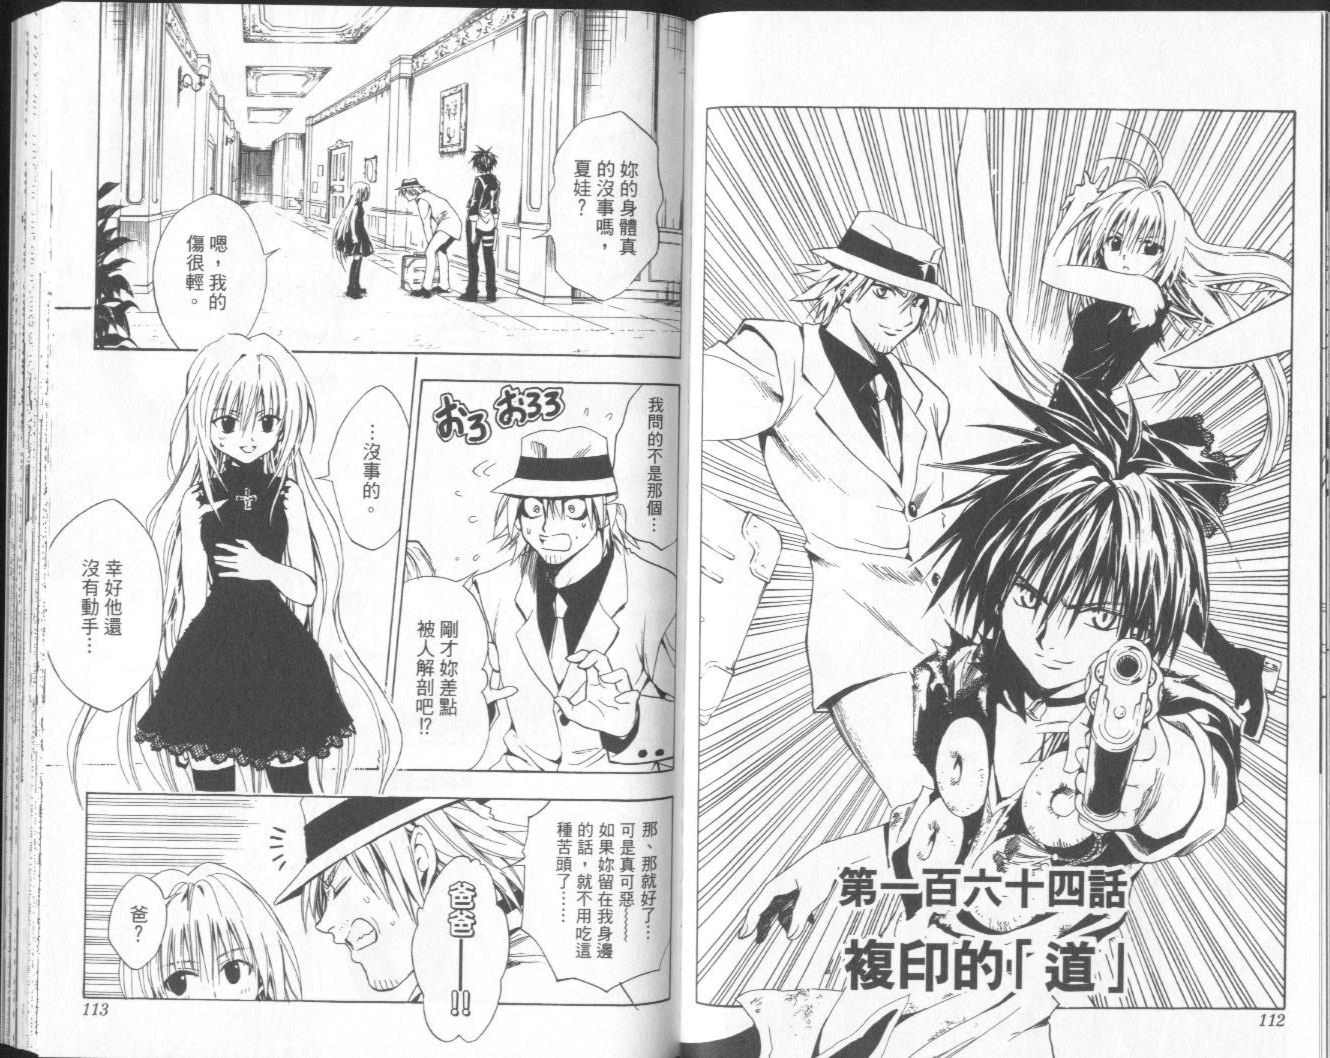 第一百六十四話
複印的「道」
112
妳的身體真
的沒事嗎，
夏娃？
嗯，我的
傷很輕。
我問的不是那個…
おろ
おろろ
剛才妳差點
被人解剖吧!?
…沒事的。
幸好他還
沒有動手…
那、那就好了…
可是真可惡~~~
如果妳留在我身邊
的話，就不用吃這
種苦頭了……
爸爸——!!
爸？
113